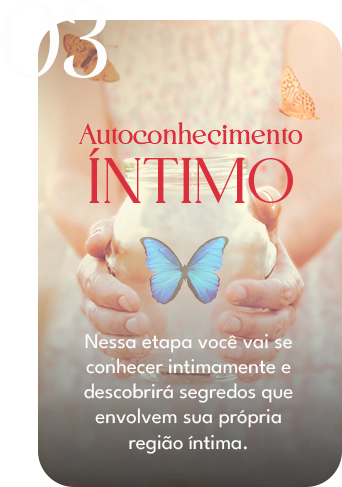 03
Autoconhecimento
ÍNTIMO
Nessa etapa você vai se
conhecer intimamente e
descobrirá segredos que
envolvem sua própria
região íntima.